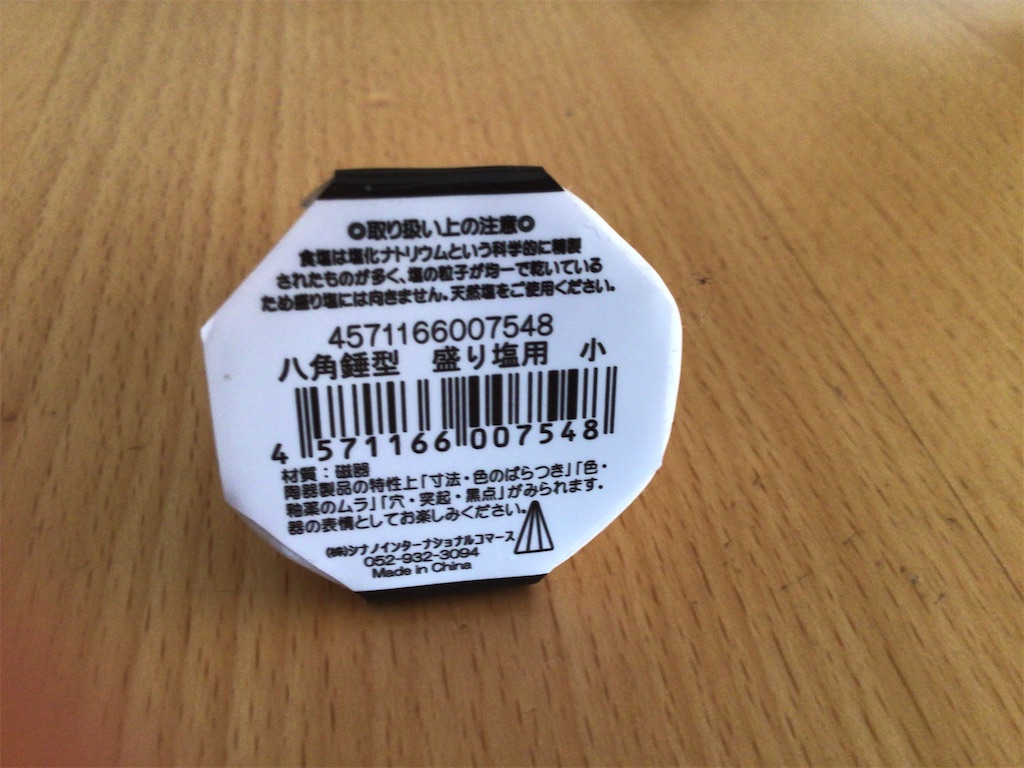 ◎取り扱い上の注意◎
食塩は塩化ナトリウムという科学的に精製
されたものが多く、塩の粒子が均一で乾いている
ため盛り塩には向きません。天然塩をご使用ください。
4571166007548
八角錘型 盛り塩用 小
4 571166 007548
材質：磁器
陶器製品の特性上「寸法・色のばらつき」「色・
釉薬のムラ」「穴・突起・黒点」がみられます。
器の表情としてお楽しみください。
(株)シナノインターナショナルコマース
052-932-3094
Made in China